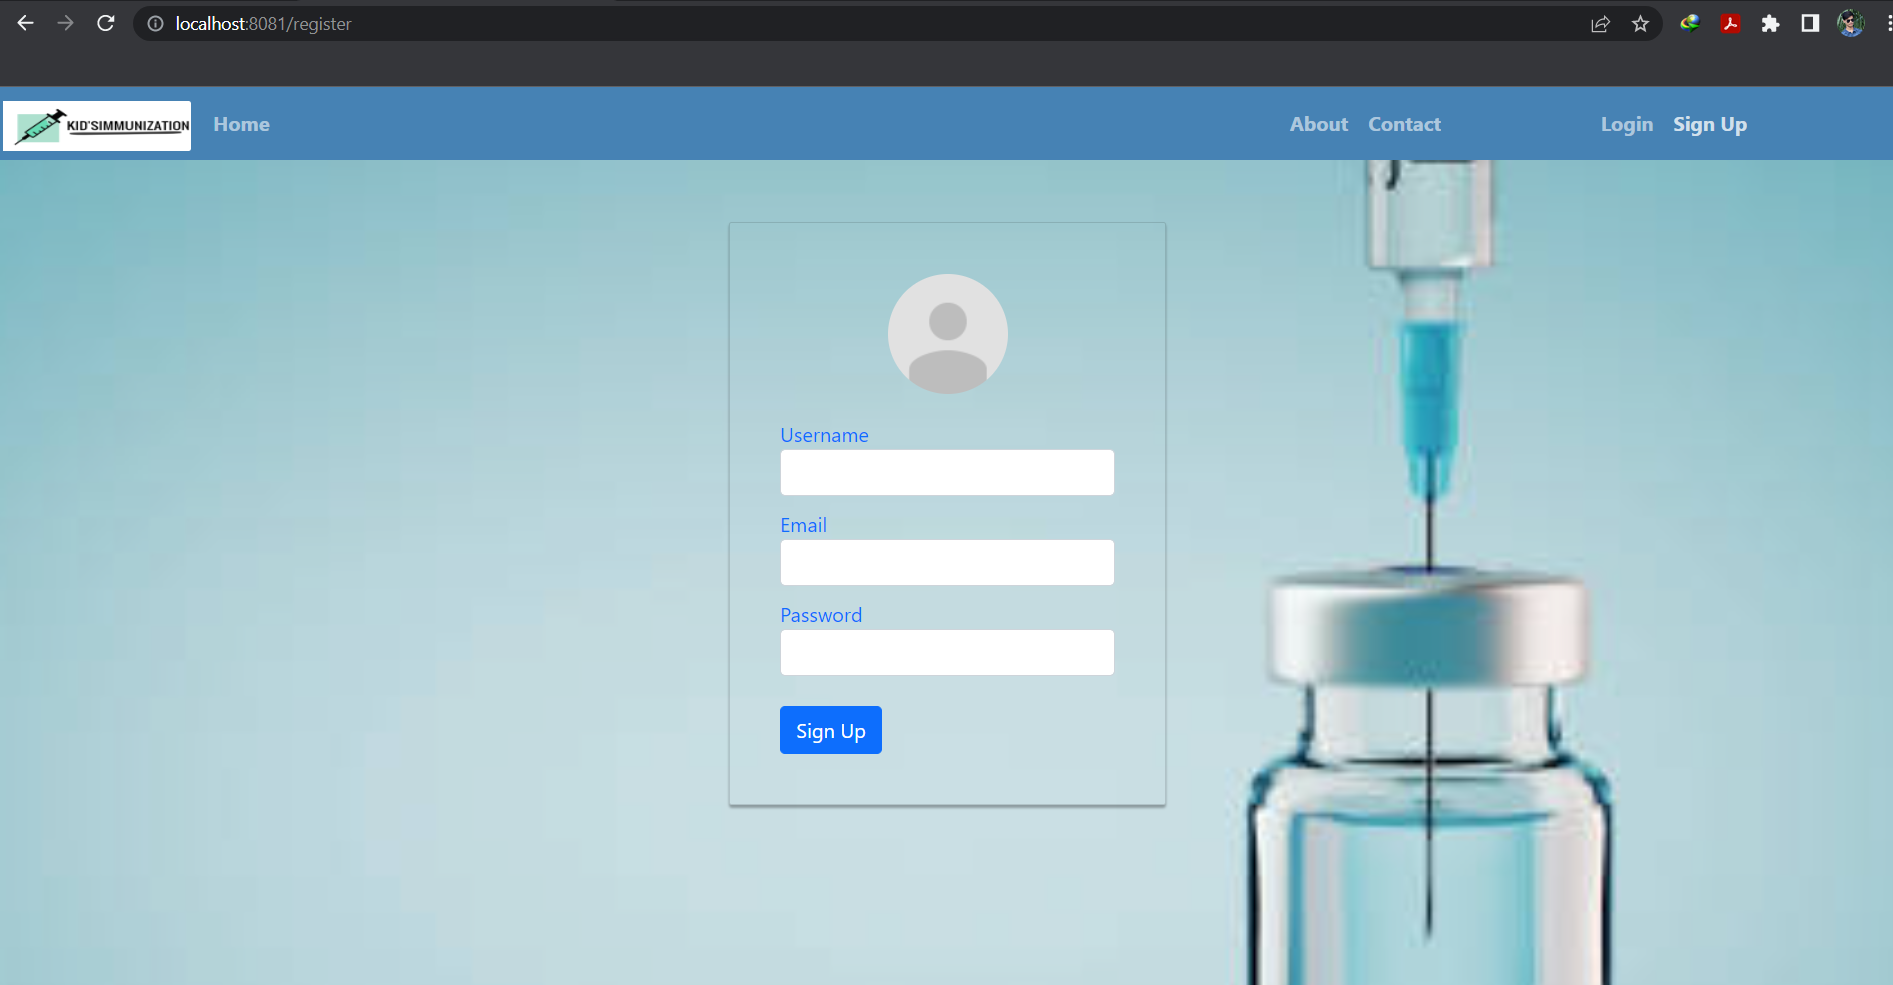 localhost:8081/register
KID'SIMMUNIZATION Home About Contact Login Sign Up
Username
Email
Password
Sign Up